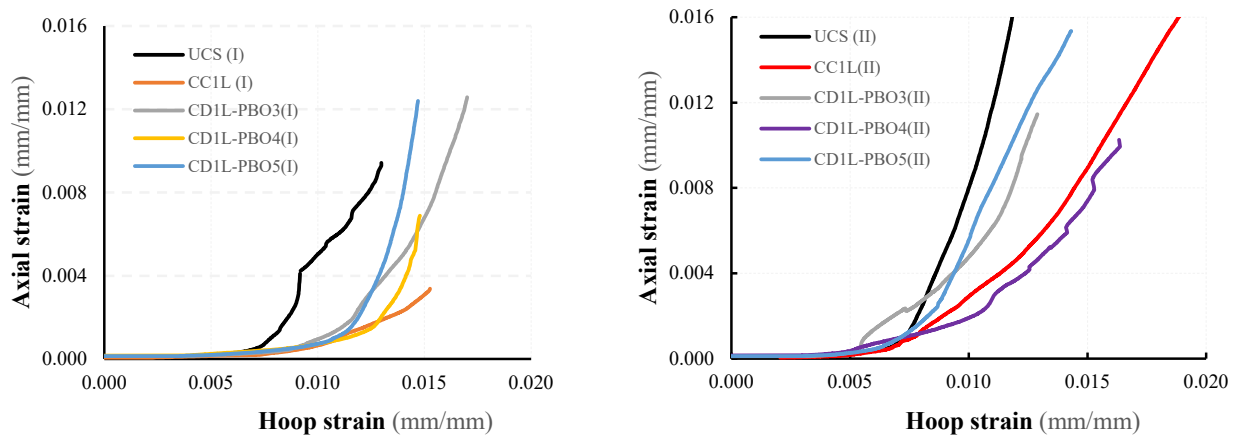 0.016
0.012
0.008
0.004
0.000
Axial strain (mm/mm)
UCS (I)
CC1L (I)
CD1L-PBO3(I)
CD1L-PBO4(I)
CD1L-PBO5(I)
0.000
0.005
0.010
0.015
0.020
Hoop strain (mm/mm)
0.016
0.012
0.008
0.004
0.000
Axial strain (mm/mm)
UCS (II)
CC1L(II)
CD1L-PBO3(II)
CD1L-PBO4(II)
CD1L-PBO5(II)
0.000
0.005
0.010
0.015
0.020
Hoop strain (mm/mm)